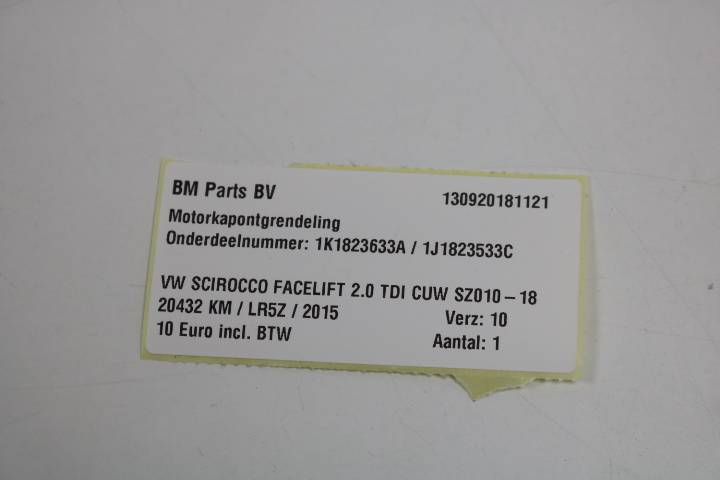 BM Parts BV 130920181121
Motorkapontgrendeling
Onderdeelnummer: 1K1823633A / 1J1823533C
VW SCIROCCO FACELIFT 2.0 TDI CUW SZ010 – 18
20432 KM / LR5Z / 2015 Verz: 10
10 Euro incl. BTW Aantal: 1